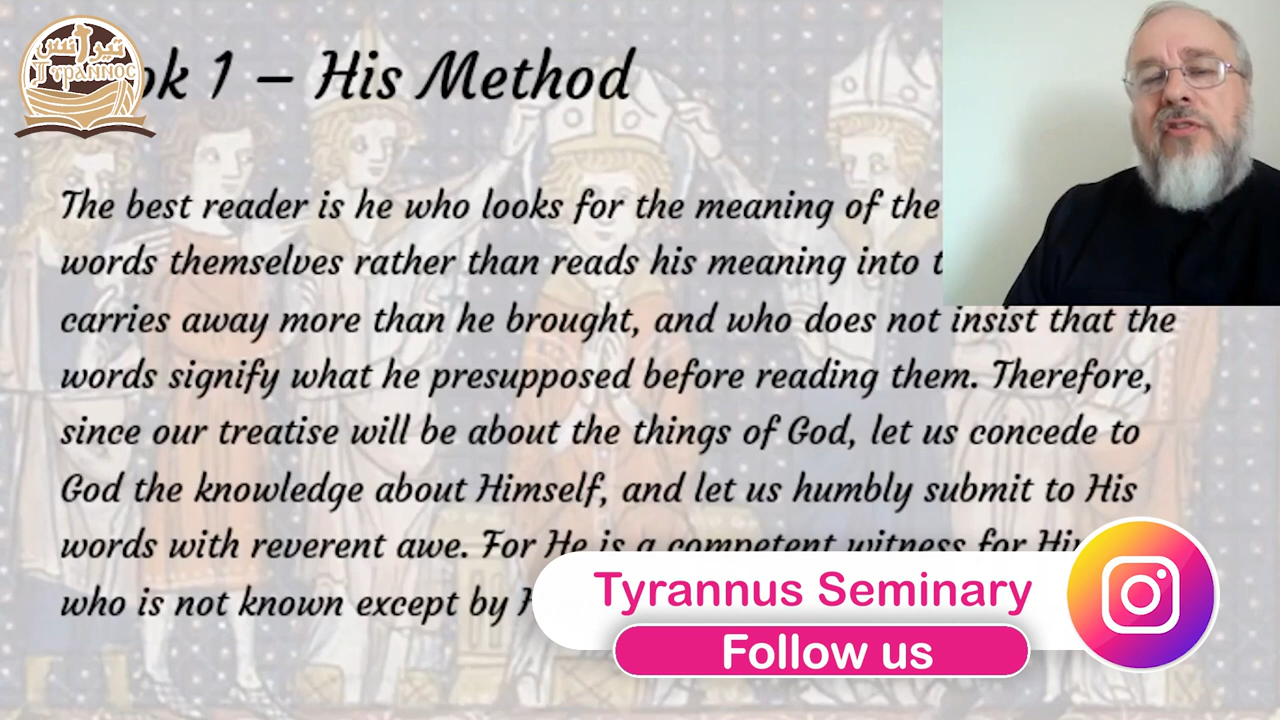 تيرانس
Τυραννος
ok 1 – His Method
The best reader is he who looks for the meaning of the
words themselves rather than reads his meaning into
carries away more than he brought, and who does not insist that the
words signify what he presupposed before reading them. Therefore,
since our treatise will be about the things of God, let us concede to
God the knowledge about Himself, and let us humbly submit to His
words with reverent awe. For He is a competent witness for
who is not known except by
Tyrannus Seminary
Follow us